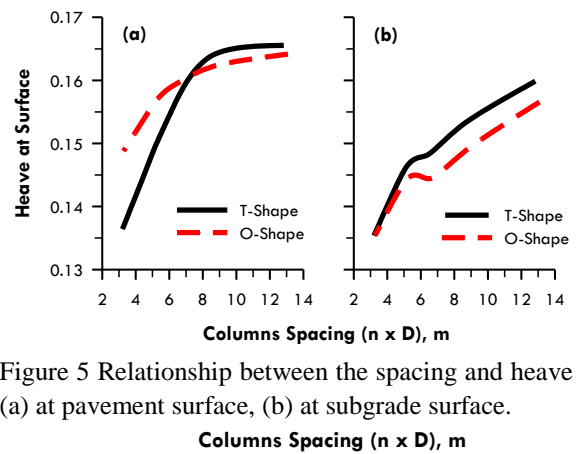 0.17
(a)
(b)
0.16
0.15
0.14
0.13
Heave at Surface
T-Shape
O-Shape
T-Shape
O-Shape
2 4 6 8 10 12 14
2 4 6 8 10 12 14
Columns Spacing (n x D), m
Figure 5 Relationship between the spacing and heave
(a) at pavement surface, (b) at subgrade surface.
Columns Spacing (n x D), m